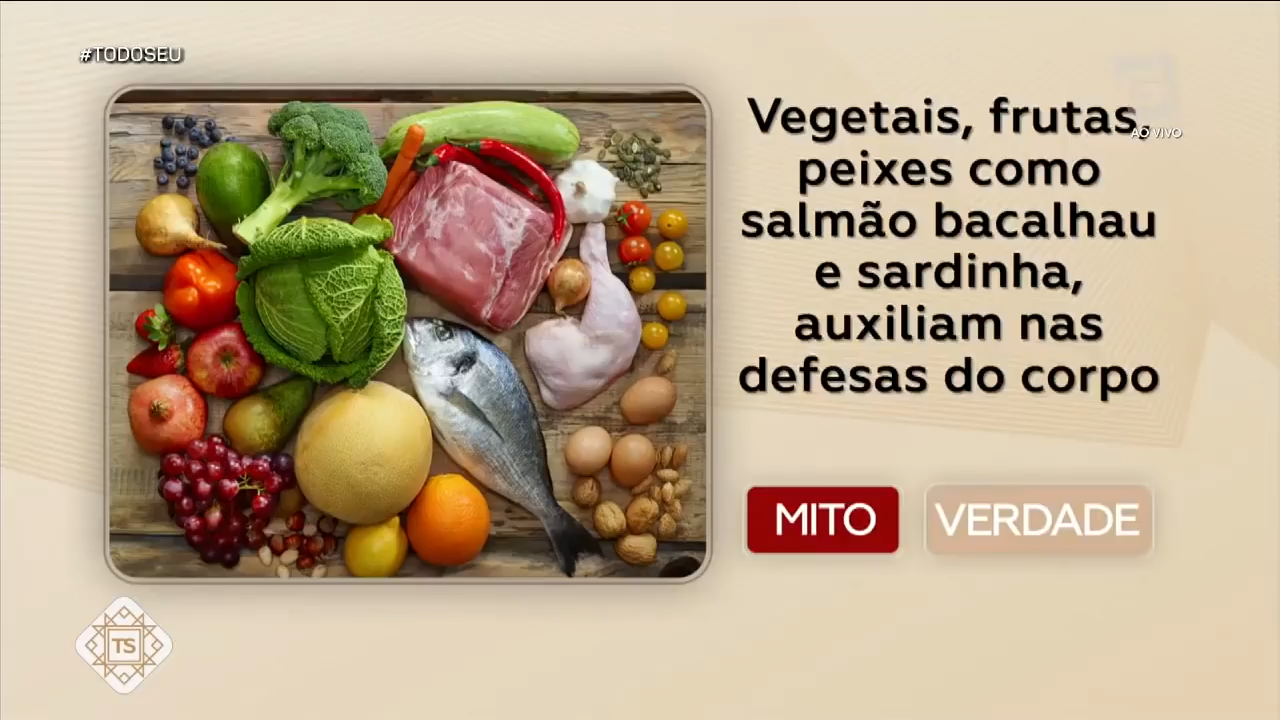 #TODOSEU
Vegetais, frutas,
AO VIVO
peixes como
salmão bacalhau
e sardinha,
auxiliam nas
defesas do corpo
MITO
VERDADE
TS